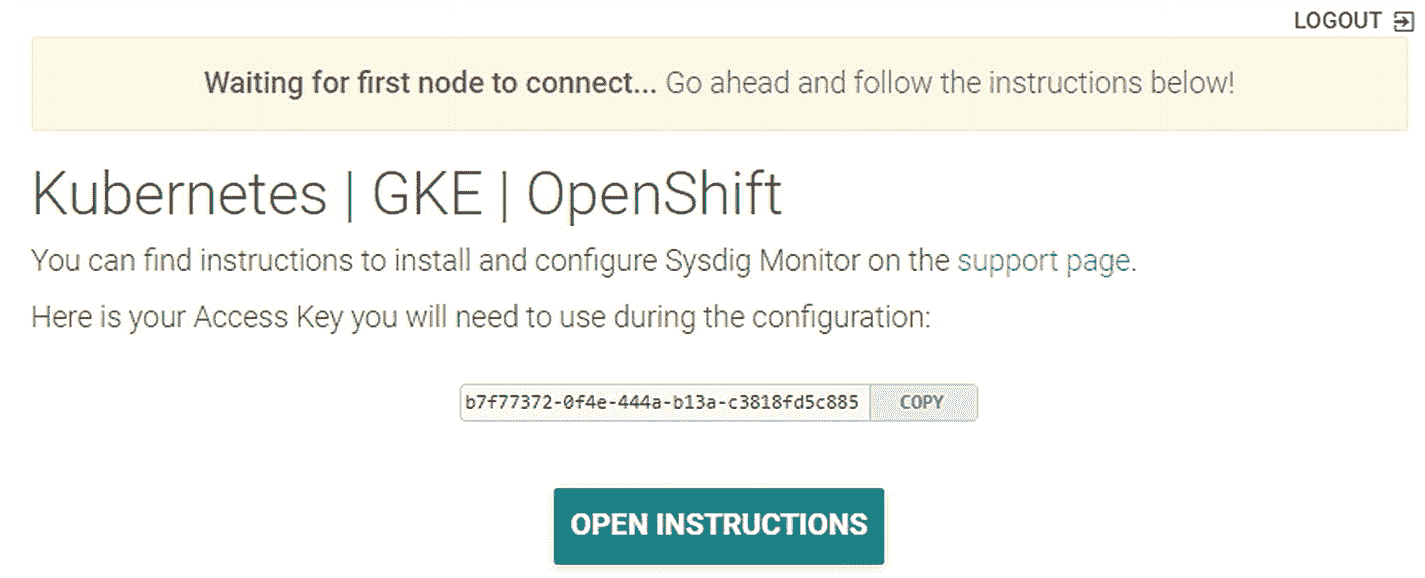 LOGOUT
Waiting for first node to connect... Go ahead and follow the instructions below!
Kubernetes | GKE | OpenShift
You can find instructions to install and configure Sysdig Monitor on the support page.
Here is your Access Key you will need to use during the configuration:
b7f77372-0f4e-444a-b13a-c3818fd5c885 COPY
OPEN INSTRUCTIONS